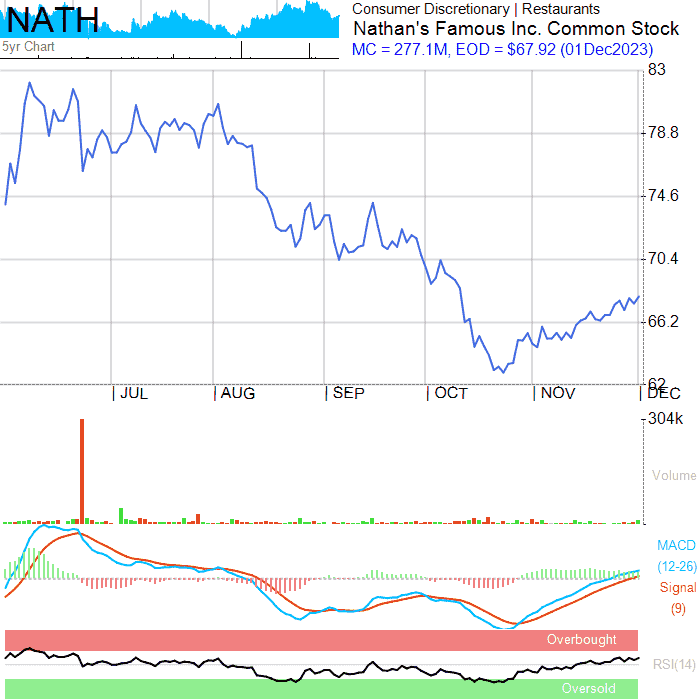 NATH
5yr Chart
Consumer Discretionary | Restaurants
Nathan's Famous Inc. Common Stock
MC = 277.1M, EOD = $67.92 (01Dec2023)
83
78.8
74.6
70.4
66.2
62
JUL AUG SEP OCT NOV DEC
304k
Volume
MACD
(12-26)
Signal
(9)
Overbought
RSI(14)
Oversold